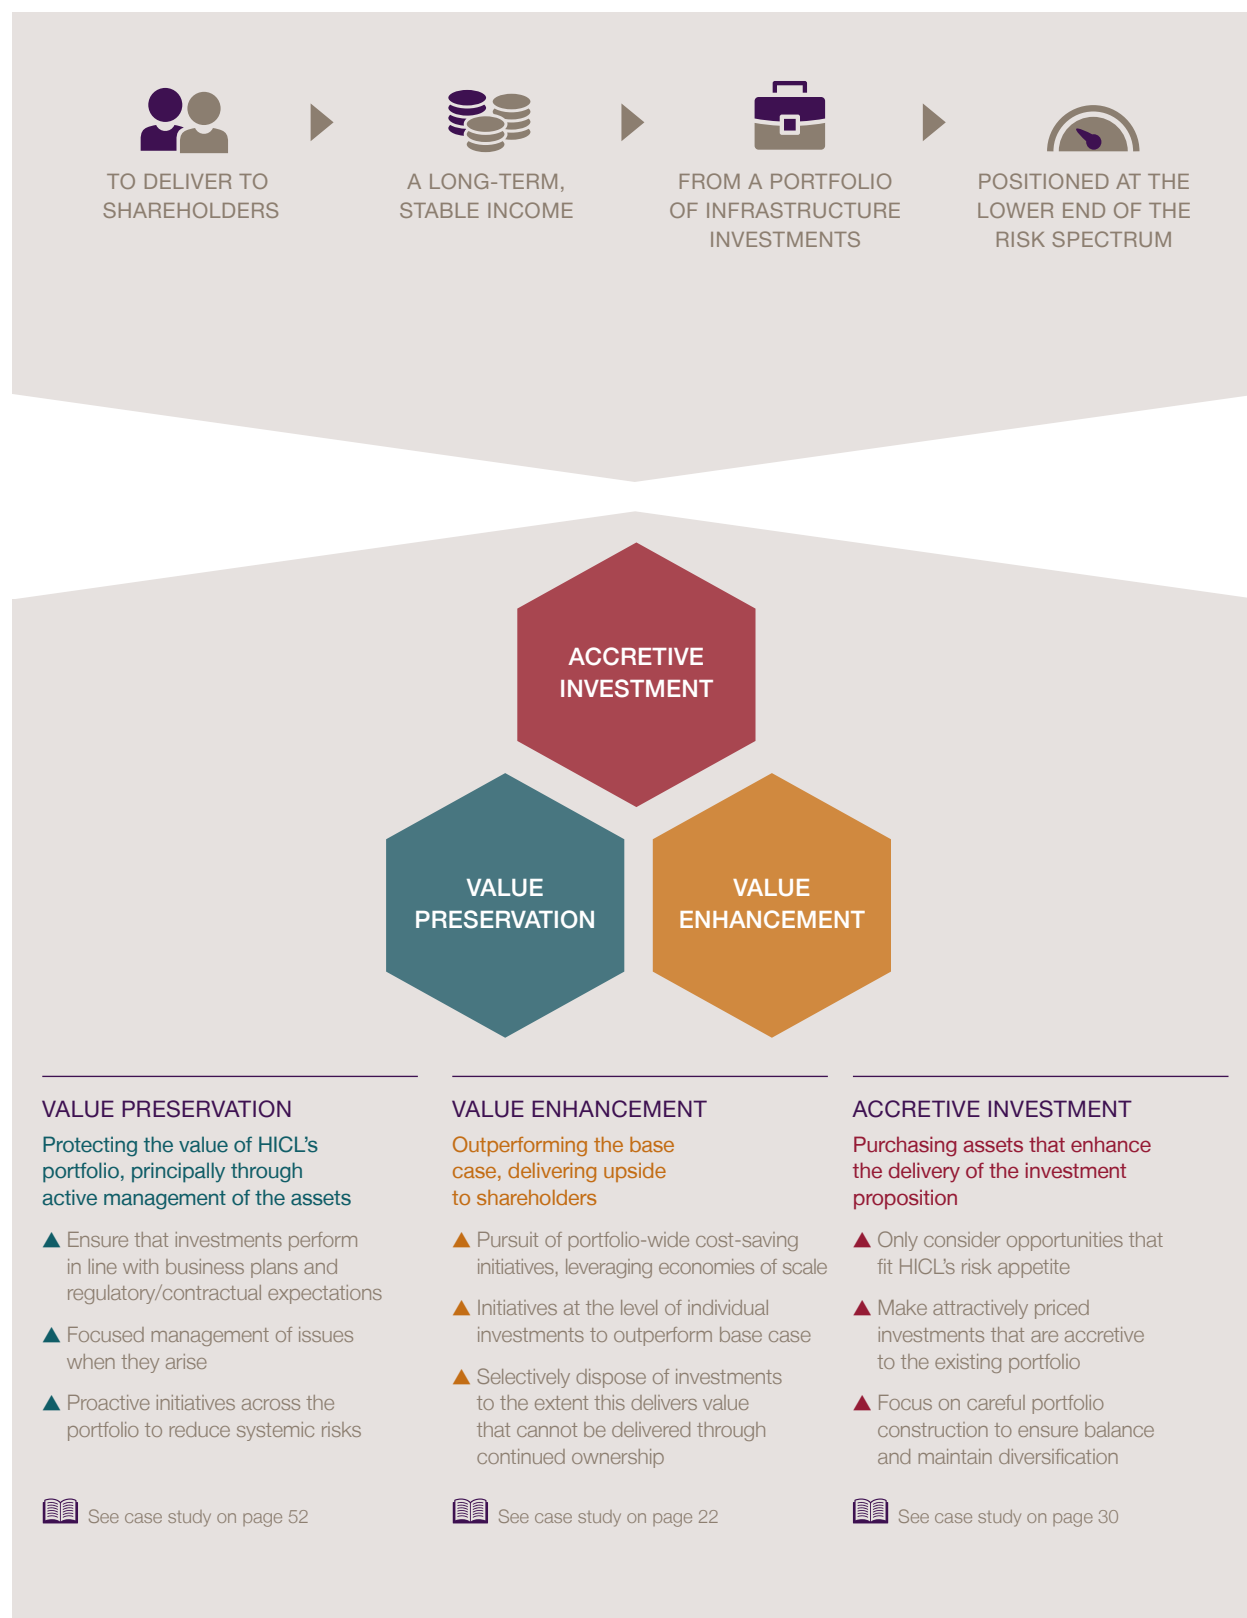 TO DELIVER TO
SHAREHOLDERS
A LONG-TERM,
STABLE INCOME
FROM A PORTFOLIO
OF INFRASTRUCTURE
INVESTMENTS
POSITIONED AT THE
LOWER END OF THE
RISK SPECTRUM
ACCRETIVE
INVESTMENT
VALUE
PRESERVATION
VALUE
ENHANCEMENT
VALUE PRESERVATION
Protecting the value of HICL’s
portfolio, principally through
active management of the assets
Ensure that investments perform
in line with business plans and
regulatory/contractual expectations
Focused management of issues
when they arise
Proactive initiatives across the
portfolio to reduce systemic risks
See case study on page 52
VALUE ENHANCEMENT
Outperforming the base
case, delivering upside
to shareholders
Pursuit of portfolio-wide cost-saving
initiatives, leveraging economies of scale
Initiatives at the level of individual
investments to outperform base case
Selectively dispose of investments
to the extent this delivers value
that cannot be delivered through
continued ownership
See case study on page 22
ACCRETIVE INVESTMENT
Purchasing assets that enhance
the delivery of the investment
proposition
Only consider opportunities that
fit HICL’s risk appetite
Make attractively priced
investments that are accretive
to the existing portfolio
Focus on careful portfolio
construction to ensure balance
and maintain diversification
See case study on page 30